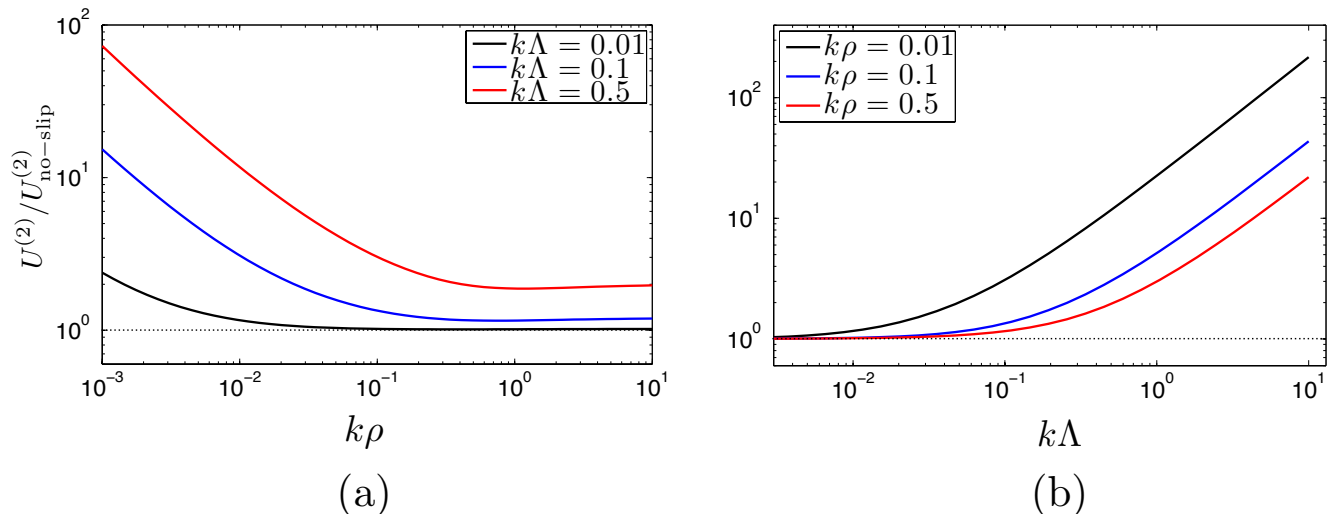 U^{(2)}/U^{(2)}_{no-slip}
10^2
10^1
10^0
kΛ = 0.01
kΛ = 0.1
kΛ = 0.5
10^{-3} 10^{-2} 10^{-1} 10^0 10^1
kρ
(a)
10^2
10^1
10^0
kρ = 0.01
kρ = 0.1
kρ = 0.5
10^{-2} 10^{-1} 10^0 10^1
kΛ
(b)